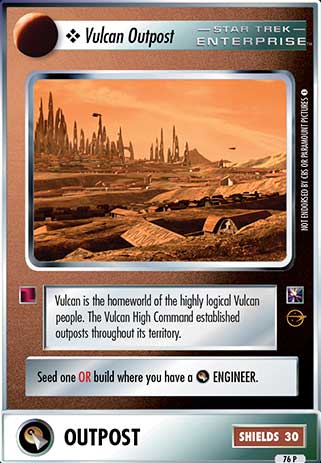 ❖ Vulcan Outpost
STAR TREK
ENTERPRISE™
NOT ENDORSED BY CBS OR PARAMOUNT PICTURES
Vulcan is the homeworld of the highly logical Vulcan
people. The Vulcan High Command established
outposts throughout its territory.
Seed one OR build where you have a ENGINEER.
OUTPOST
SHIELDS 30
76 P